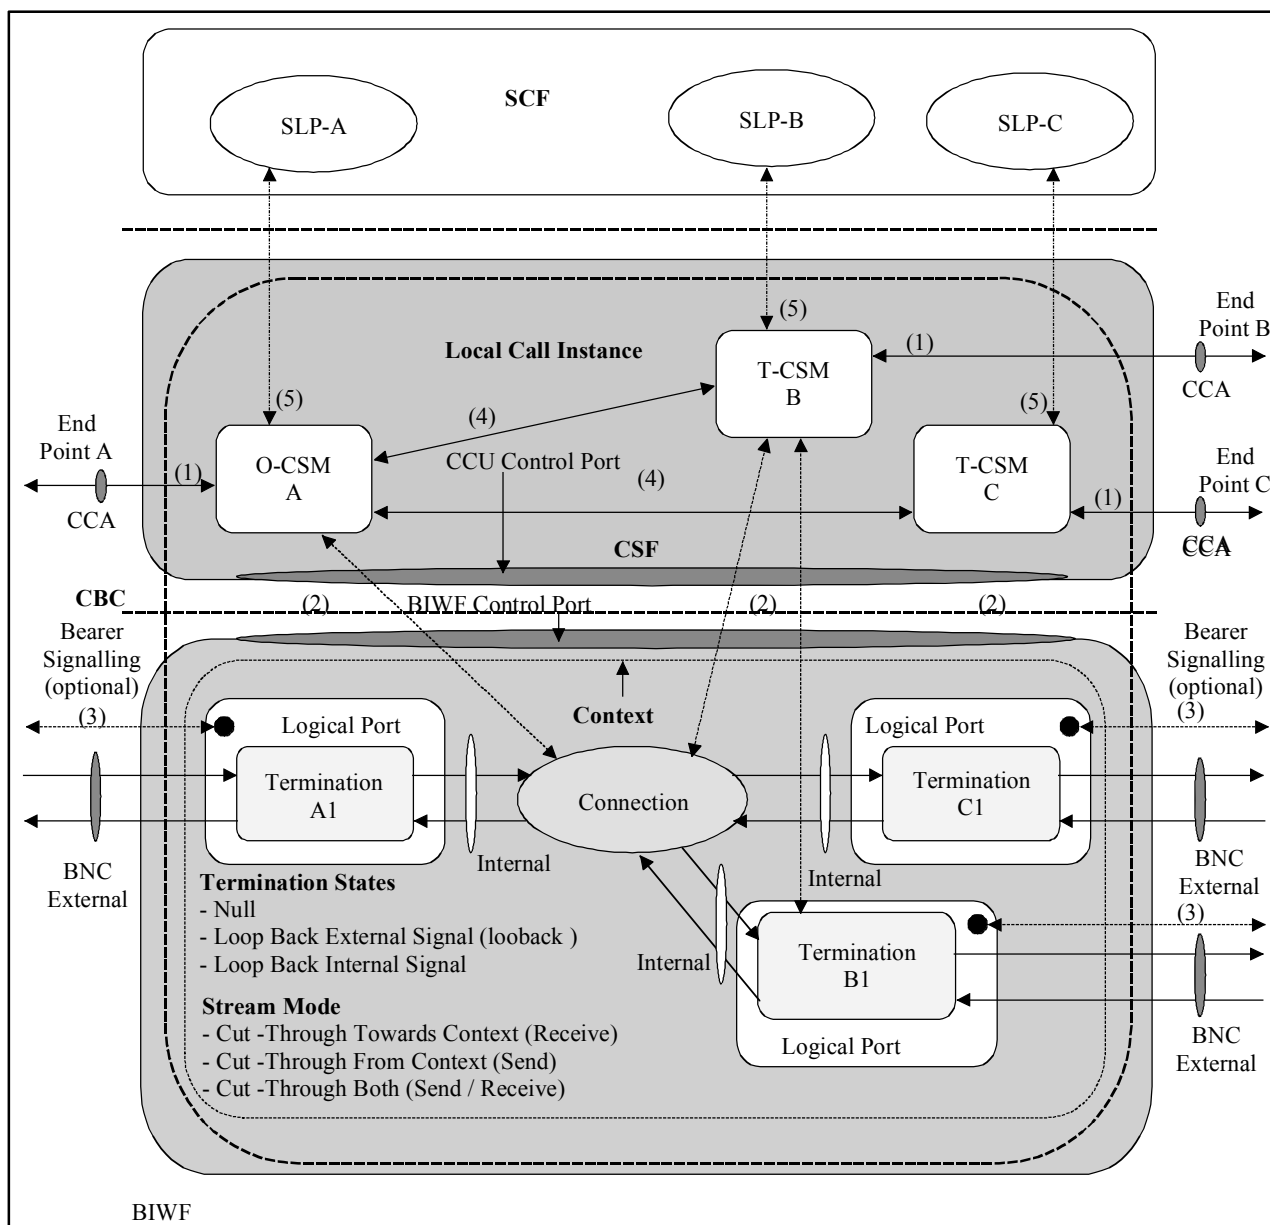 SCF
SLP-A
SLP-B
SLP-C
End
Point B
(5)
(1)
Local Call Instance
T-CSM
B
CCA
(5)
(4)
(5)
End
Point A
O-CSM
A
CCU Control Port
T-CSM
C
End
Point C
(1)
(4)
(1)
CCA
CSF
CCA
CBC
(2)
BIWF Control Port
(2)
(2)
Bearer
Signalling
(optional)
(3)
Bearer
Signalling
(optional)
(3)
Context
Logical Port
Logical Port
Termination
A1
Connection
Termination
C1
BNC
External
Internal
Internal
BNC
External
(3)
Termination States
- Null
- Loop Back External Signal (looback )
- Loop Back Internal Signal
Internal
Termination
B1
Stream Mode
- Cut -Through Towards Context (Receive)
- Cut -Through From Context (Send)
- Cut -Through Both (Send / Receive)
Logical Port
BNC
External
BIWF